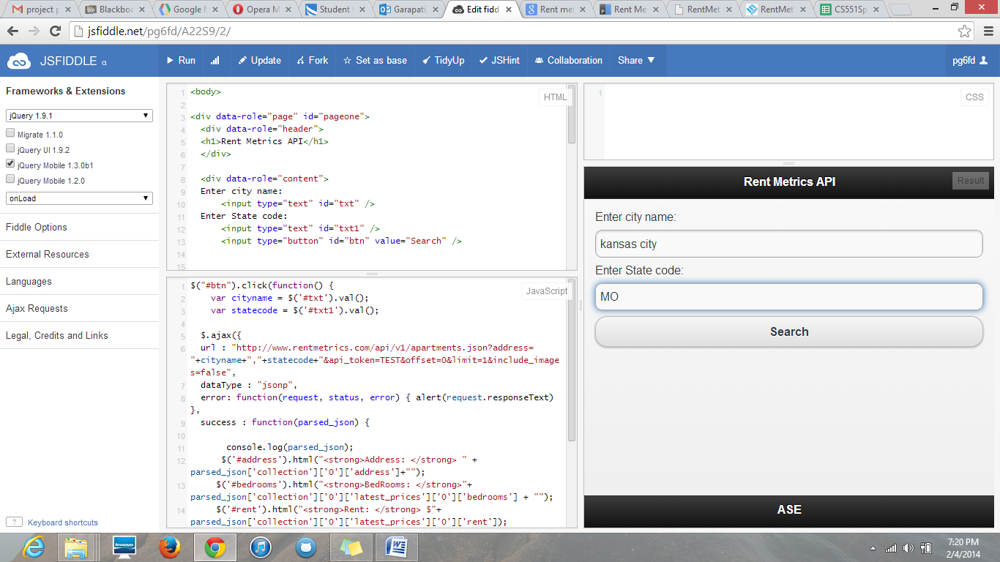 project p
Blackboa
Google M
Opera M
Student
Garapati
Edit fidd
Rent met
Rent Me
RentMet
RentMet
CS551Sp
jsfiddle.net/pg6fd/A22S9/2/
JSFIDDLE α
Run
Update
Fork
Set as base
TidyUp
JSHint
Collaboration
Share
pg6fd
Frameworks & Extensions
jQuery 1.9.1
Migrate 1.1.0
jQuery UI 1.9.2
jQuery Mobile 1.3.0b1
jQuery Mobile 1.2.0
onLoad
Fiddle Options
External Resources
Languages
Ajax Requests
Legal, Credits and Links
? Keyboard shortcuts
HTML
1 <body>
2
3 <div data-role="page" id="pageone">
4 <div data-role="header">
5 <h1>Rent Metrics API</h1>
6 </div>
7
8 <div data-role="content">
9 Enter city name:
10 <input type="text" id="txt" />
11 Enter State code:
12 <input type="text" id="txt1" />
13 <input type="button" id="btn" value="Search" />
14
15
JavaScript
1 $("#btn").click(function() {
2 var cityname = $('#txt').val();
3 var statecode = $('#txt1').val();
4
5 $.ajax({
6 url : "http://www.rentmetrics.com/api/v1/apartments.json?address=
"+cityname+","+statecode+"&api_token=TEST&offset=0&limit=1&include_image
s=false",
7 dataType : "jsonp",
8 error: function(request, status, error) { alert(request.responseText)
},
9 success : function(parsed_json) {
10
11 console.log(parsed_json);
12 $('#address').html("<strong>Address: </strong> " +
parsed_json['collection']['0']['address']+"");
13 $('#bedrooms').html("<strong>BedRooms: </strong>"+
parsed_json['collection']['0']['latest_prices']['0']['bedrooms'] + "");
14 $('#rent').html("<strong>Rent: </strong> $"+
parsed_json['collection']['0']['latest_prices']['0']['rent']);
1
CSS
Rent Metrics API
Result
Enter city name:
kansas city
Enter State code:
MO
Search
ASE
lenovo
7:20 PM
2/4/2014